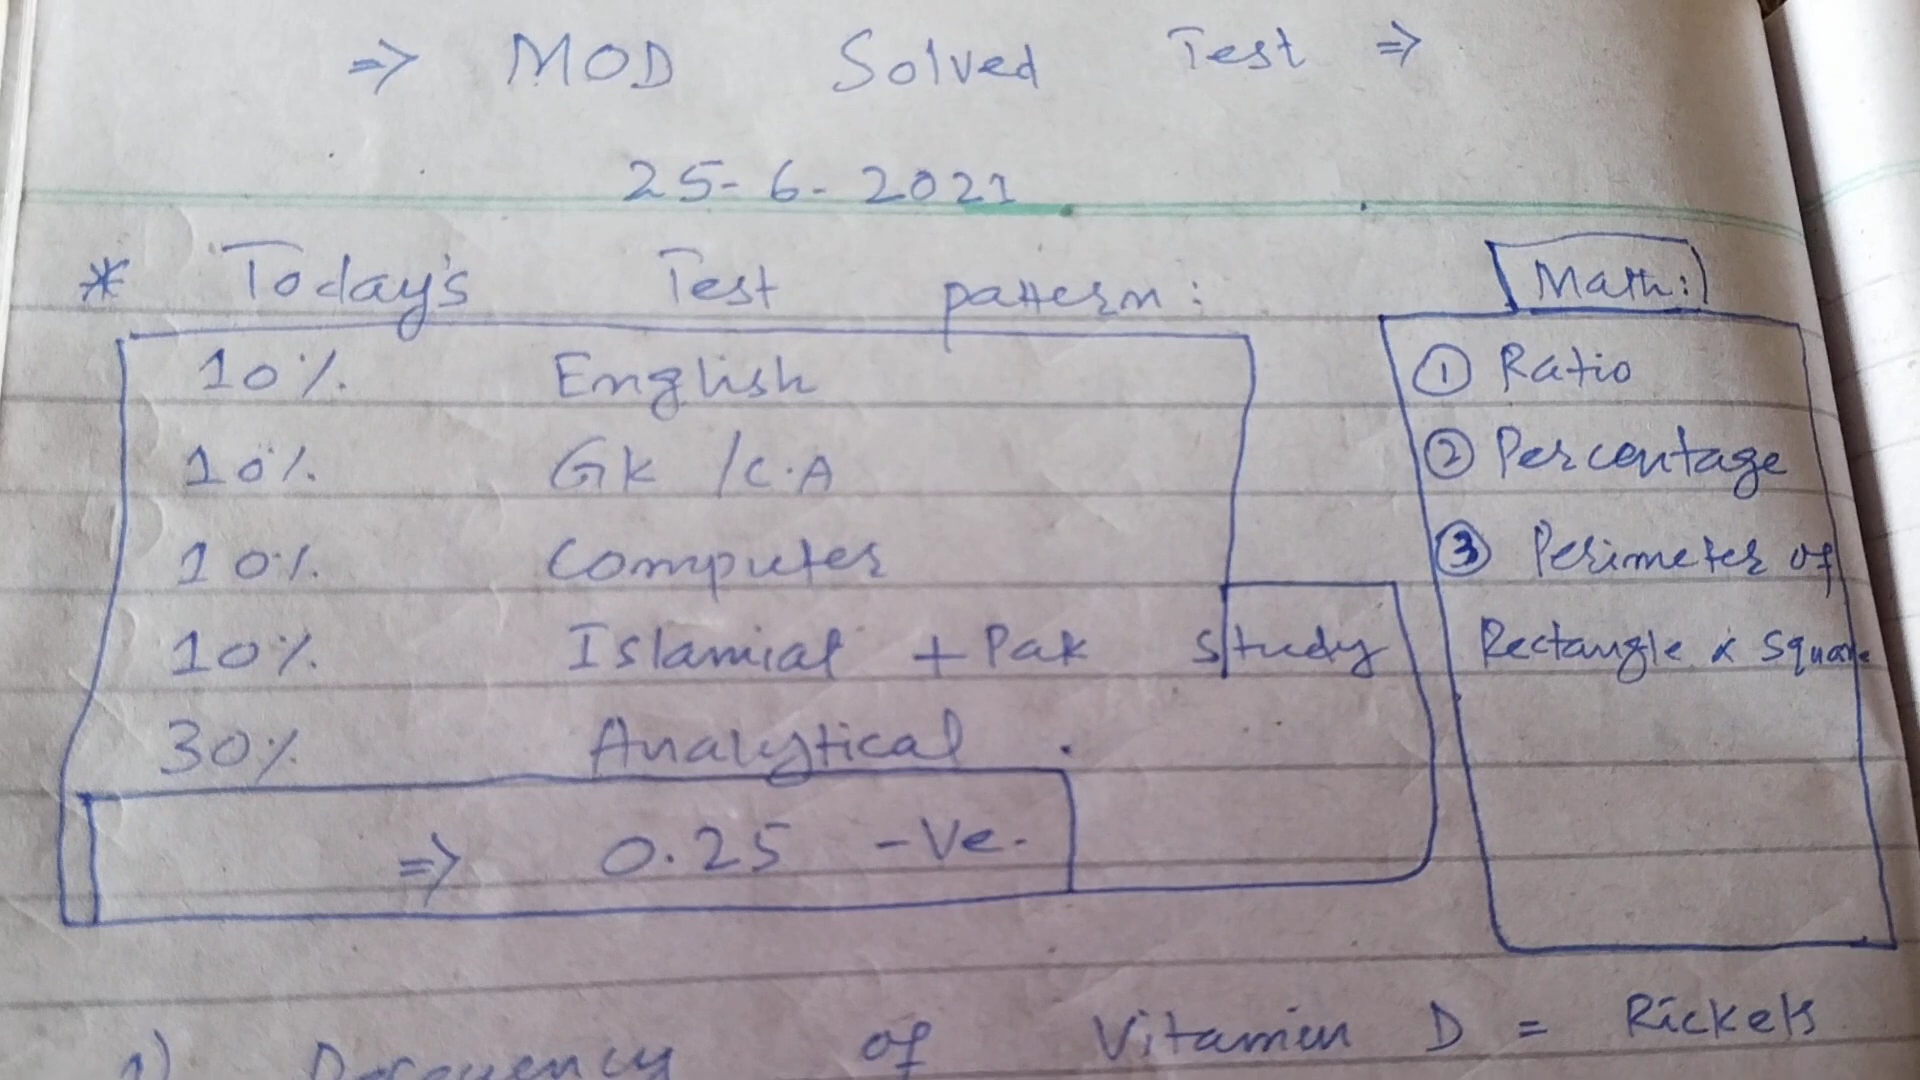 ⇒ MOD Solved Test ⇒
25-6-2021
* Today's Test pattern:
10% English
10% GK /C.A
10% Computer
10% Islamiat + Pak Study
30% Analytical.
⇒ 0.25 -Ve.
Math:
① Ratio
② Percentage
③ Perimeter of
Rectangle & Square
1) of Vitamin D = Rickets